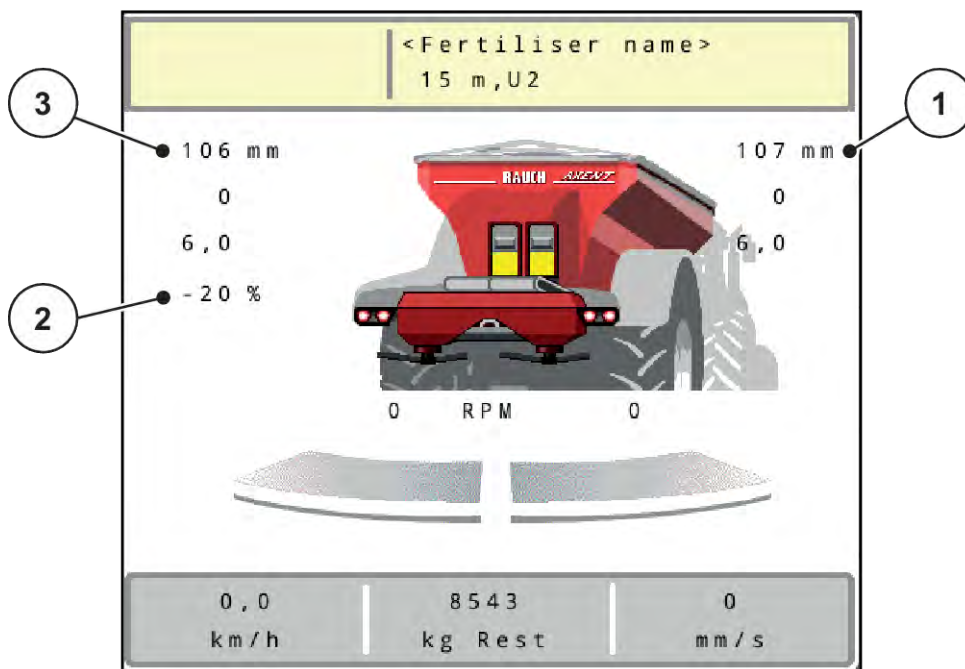 <Fertiliser name>
15 m,U2
3
1
106 mm
107 mm
0
0
6,0
6,0
2
-20 %
RAUCH AXENT
0 RPM 0
0,0
8543
0
km/h
kg Rest
mm/s